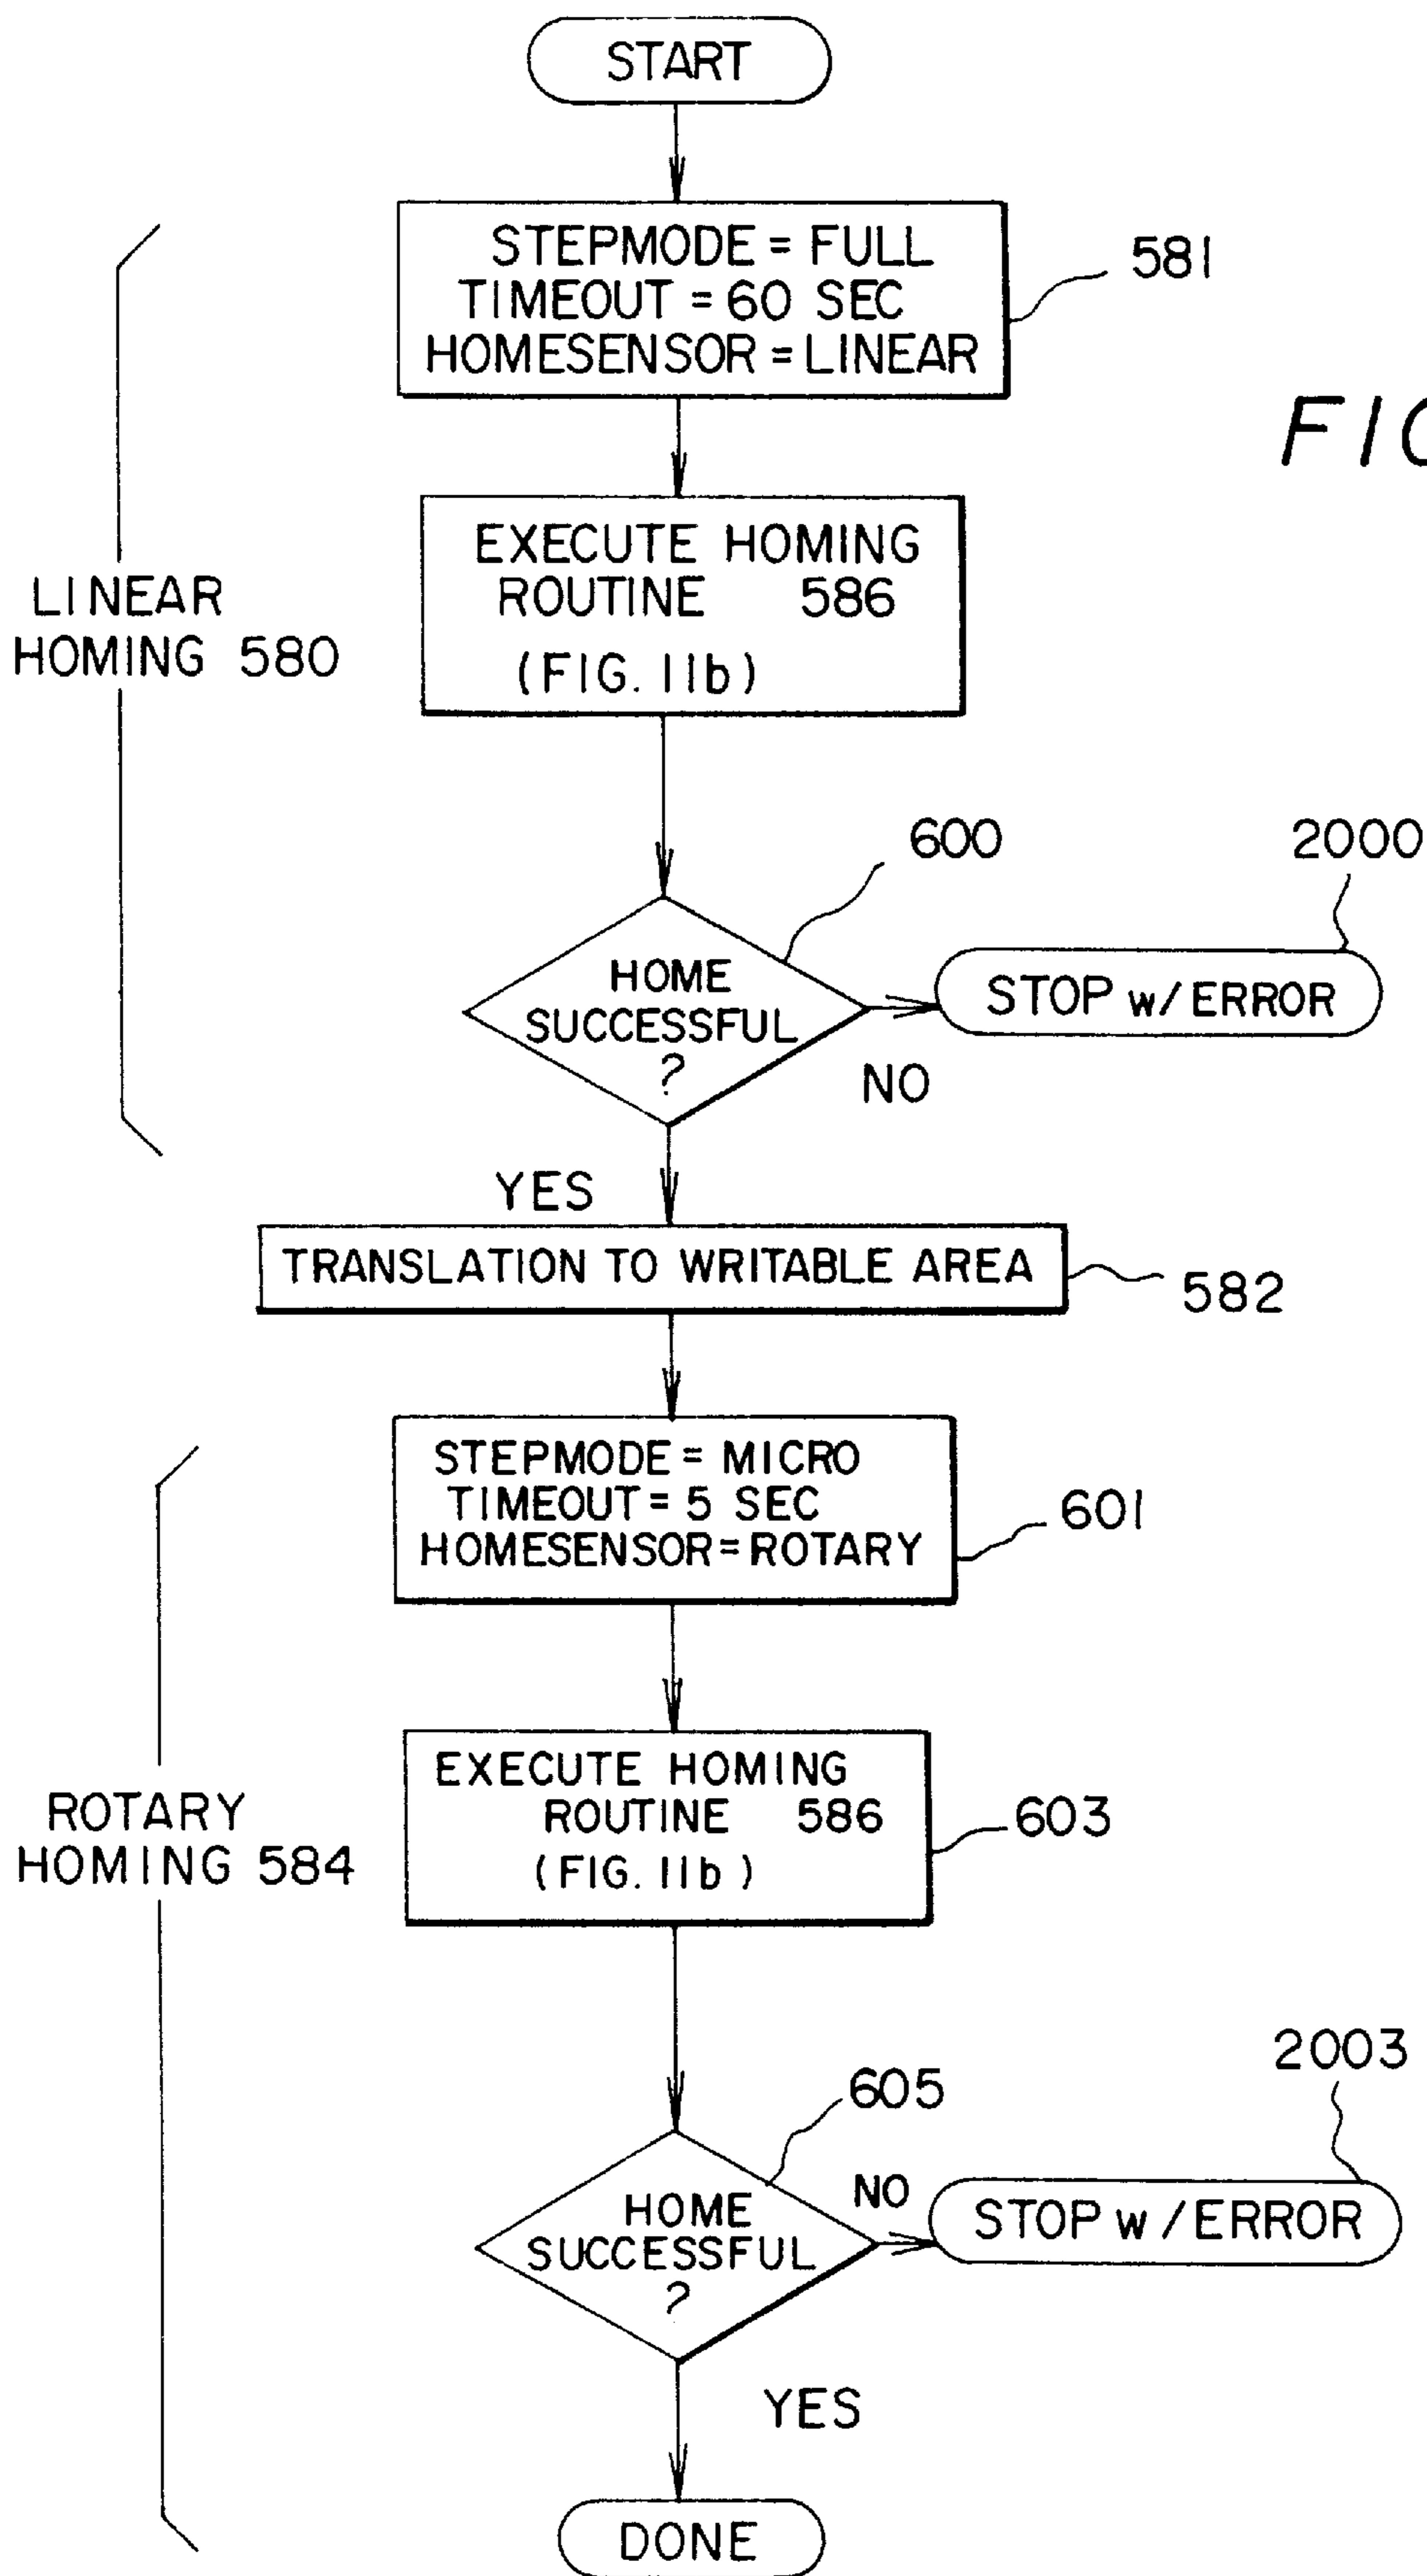 START
STEPMODE = FULL
TIMEOUT = 60 SEC
HOMESENSOR = LINEAR
581
FIG
EXECUTE HOMING
ROUTINE 586
(FIG. 11b)
LINEAR
HOMING 580
600
2000
HOME
SUCCESSFUL
?
STOP w/ ERROR
NO
YES
TRANSLATION TO WRITABLE AREA
582
STEPMODE = MICRO
TIMEOUT = 5 SEC
HOMESENSOR = ROTARY
601
EXECUTE HOMING
ROUTINE 586
(FIG. 11b)
603
ROTARY
HOMING 584
605
2003
HOME
SUCCESSFUL
?
NO
STOP w / ERROR
YES
DONE